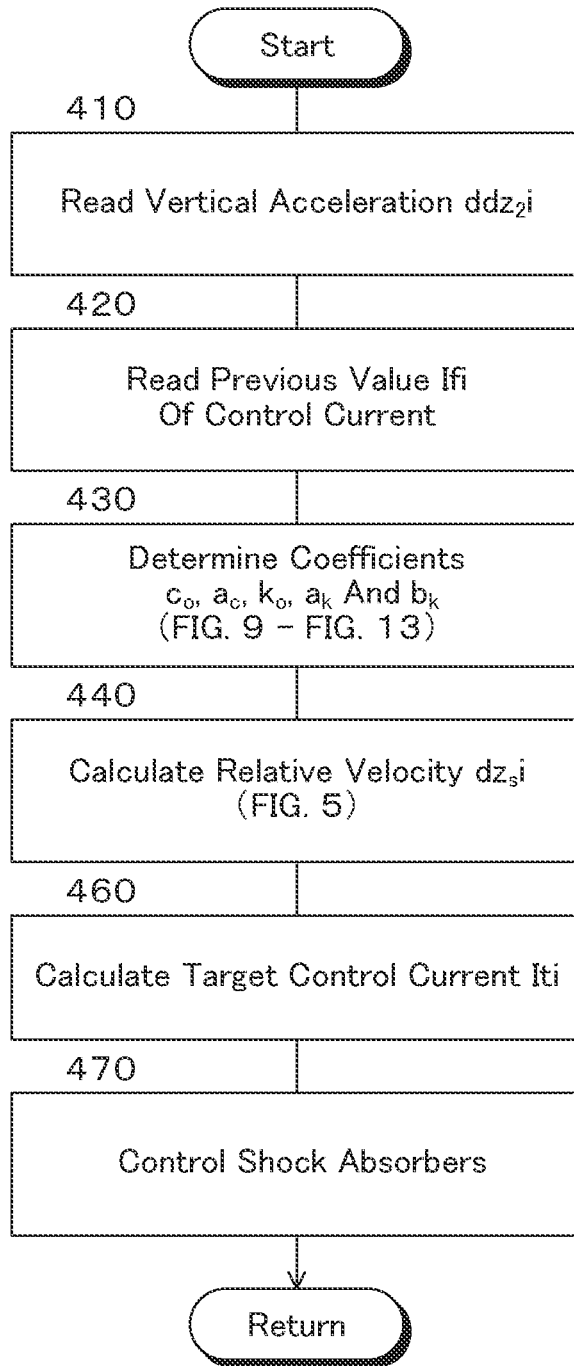 Start
410
Read Vertical Acceleration ddz₂i
420
Read Previous Value Ifi
Of Control Current
430
Determine Coefficients
cₒ, a꜀, kₒ, aₖ And bₖ
(FIG. 9 – FIG. 13)
440
Calculate Relative Velocity dzₛi
(FIG. 5)
460
Calculate Target Control Current Iti
470
Control Shock Absorbers
Return